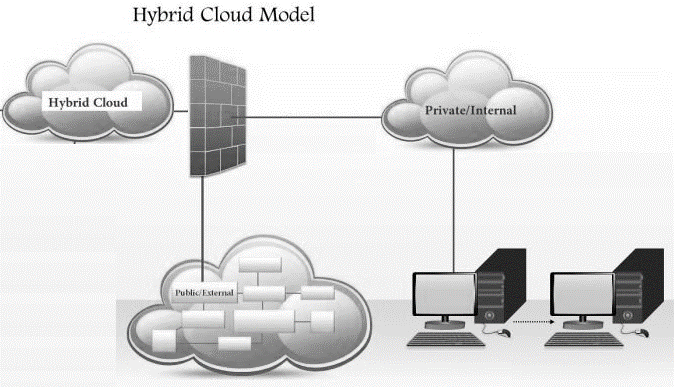 Hybrid Cloud Model
Hybrid Cloud
Private/Internal
Public/External